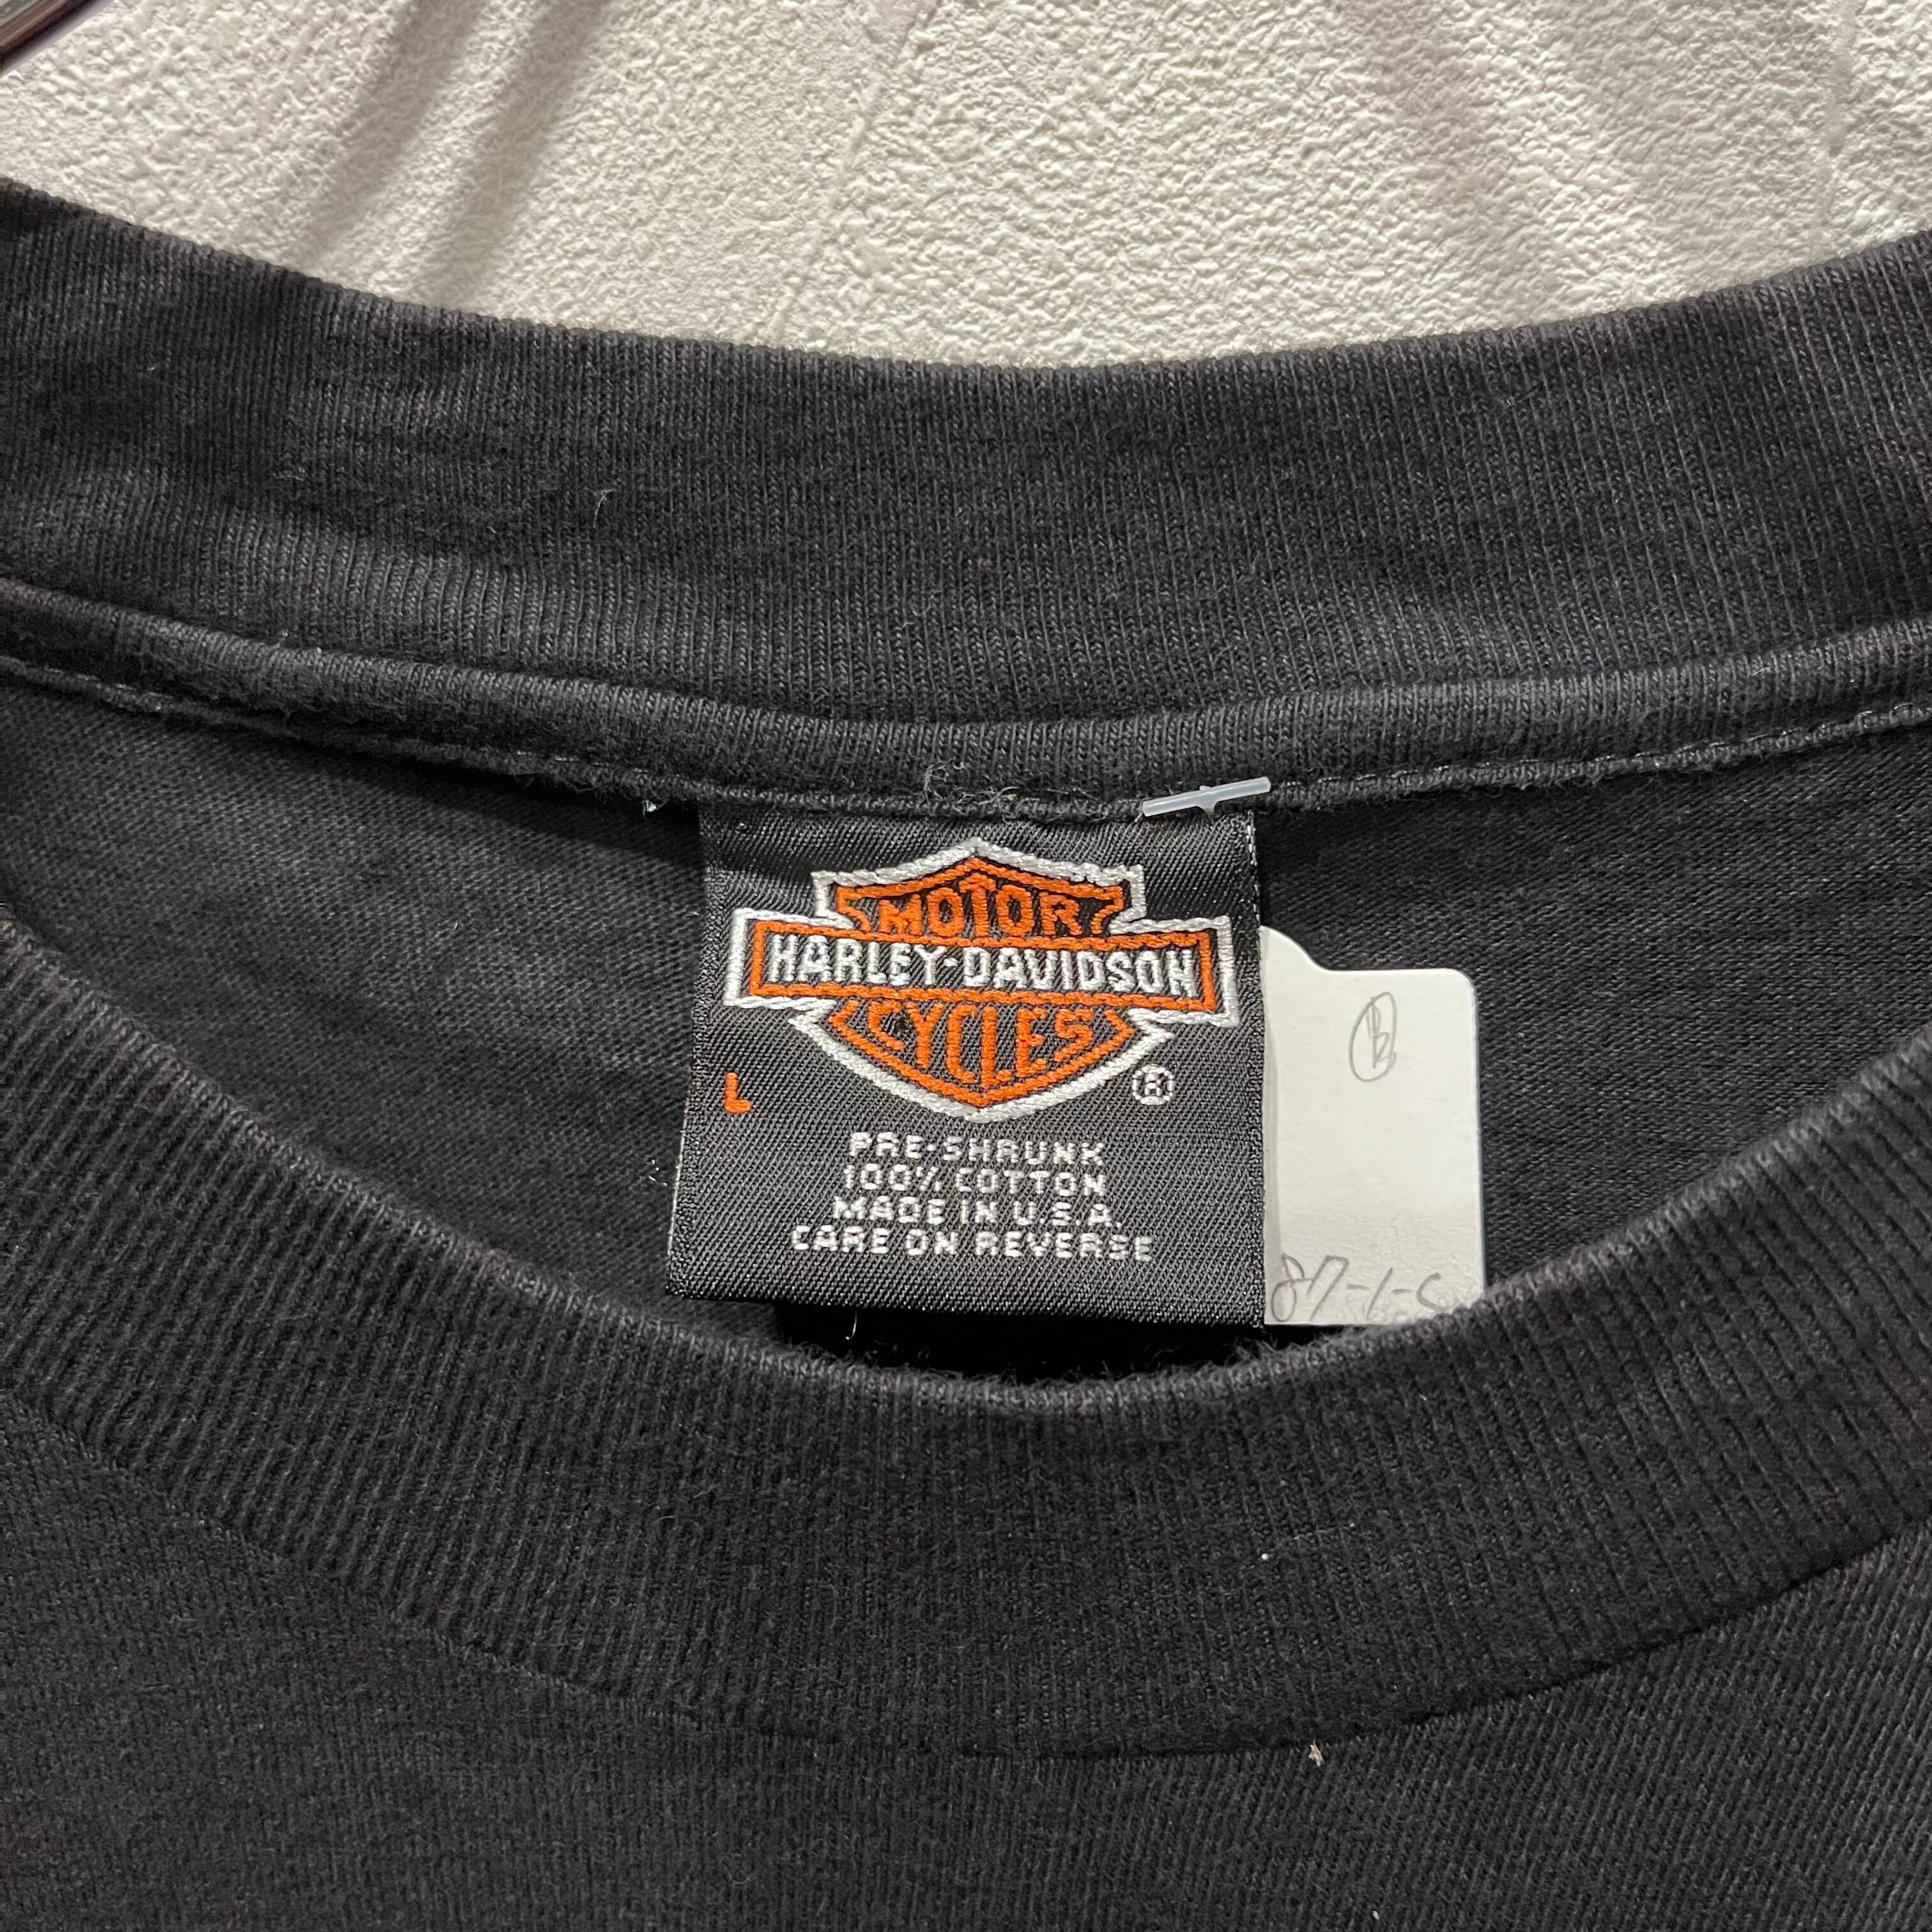 MOTOR
HARLEY-DAVIDSON
CYCLES
L
®
PRE-SHRUNK
100% COTTON
MADE IN U.S.A.
CARE ON REVERSE
B